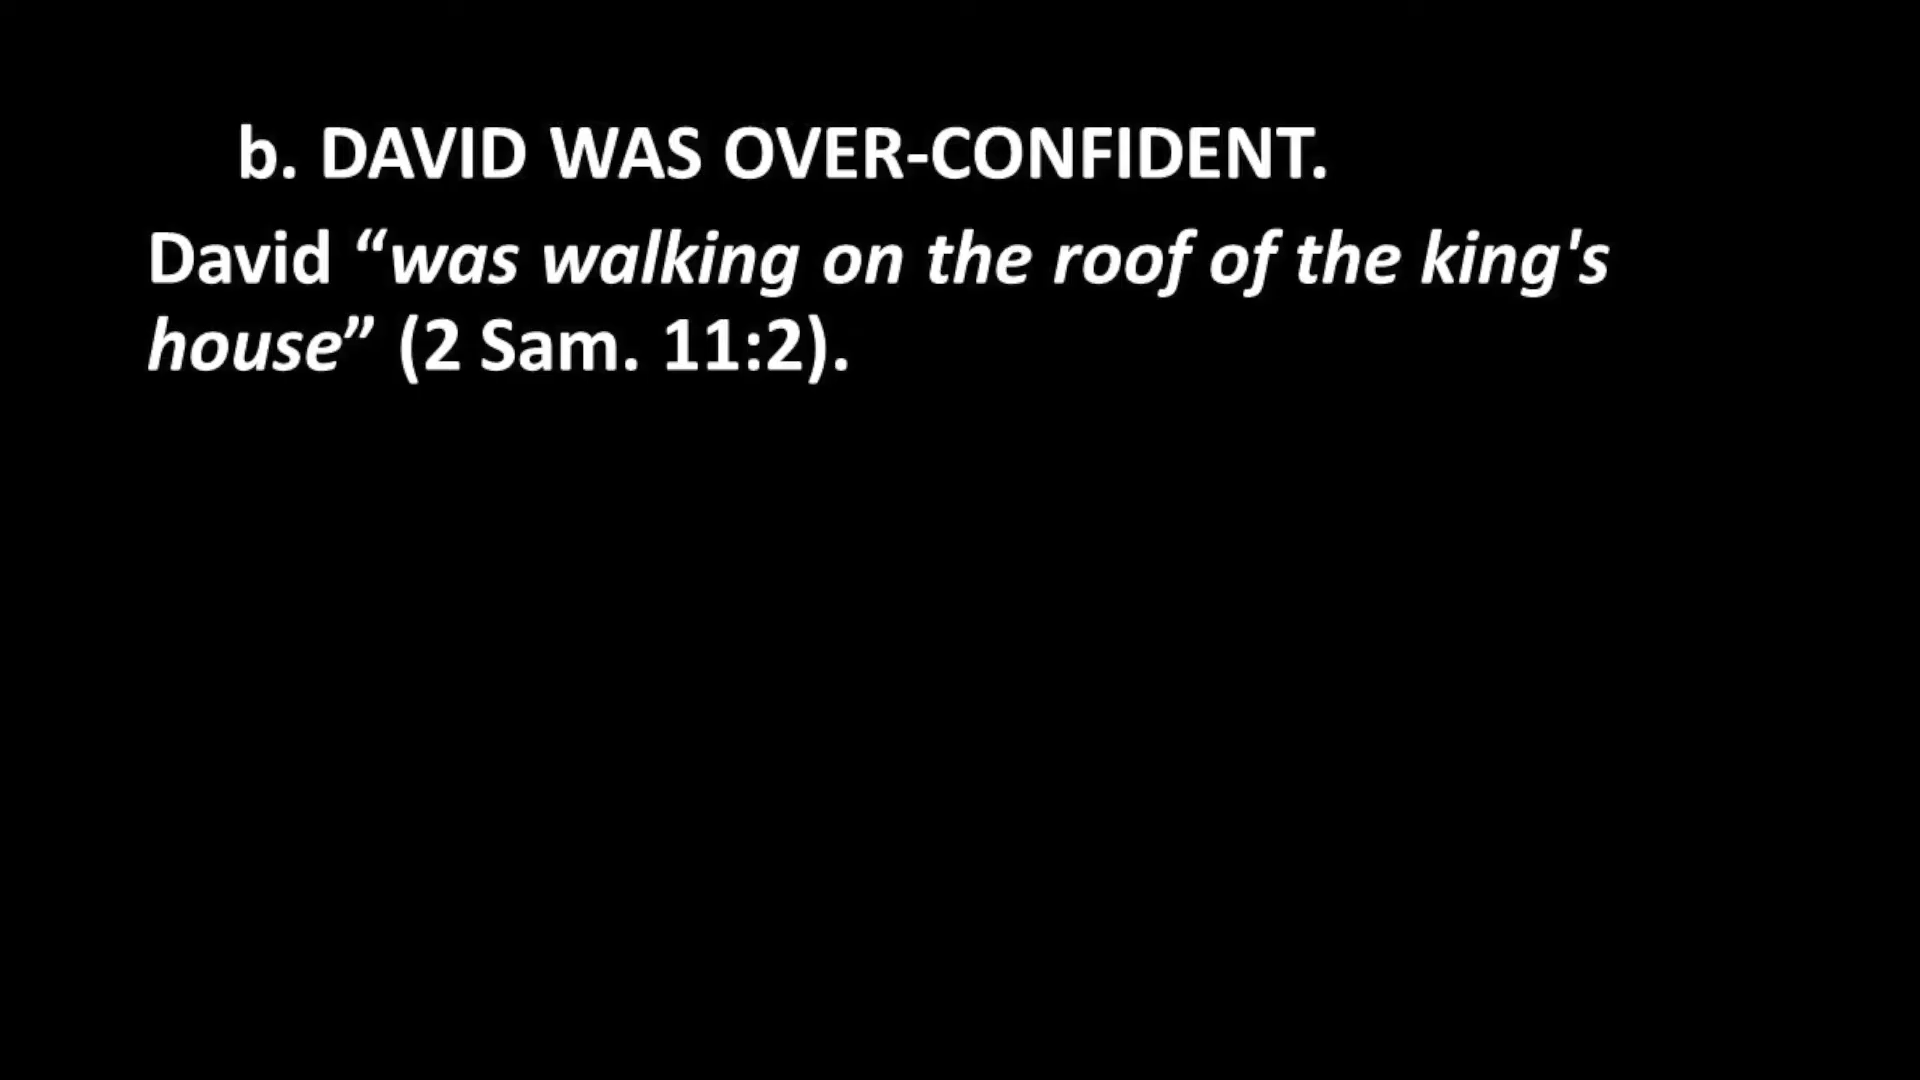 b. DAVID WAS OVER-CONFIDENT.
David “was walking on the roof of the king's
house” (2 Sam. 11:2).